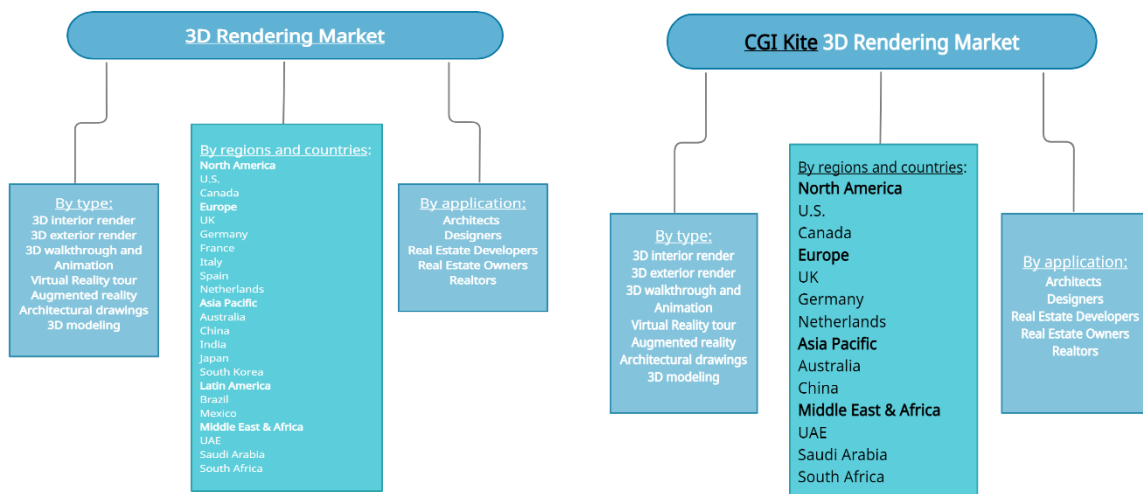 3D Rendering Market
By type:
3D interior render
3D exterior render
3D walkthrough and
Animation
Virtual Reality tour
Augmented reality
Architectural drawings
3D modeling
By regions and countries:
North America
U.S.
Canada
Europe
UK
Germany
France
Italy
Spain
Netherlands
Asia Pacific
Australia
China
India
Japan
South Korea
Latin America
Brazil
Mexico
Middle East & Africa
UAE
Saudi Arabia
South Africa
By application:
Architects
Designers
Real Estate Developers
Real Estate Owners
Realtors
CGI Kite 3D Rendering Market
By type:
3D interior render
3D exterior render
3D walkthrough and
Animation
Virtual Reality tour
Augmented reality
Architectural drawings
3D modeling
By regions and countries:
North America
U.S.
Canada
Europe
UK
Germany
Netherlands
Asia Pacific
Australia
China
Middle East & Africa
UAE
Saudi Arabia
South Africa
By application:
Architects
Designers
Real Estate Developers
Real Estate Owners
Realtors